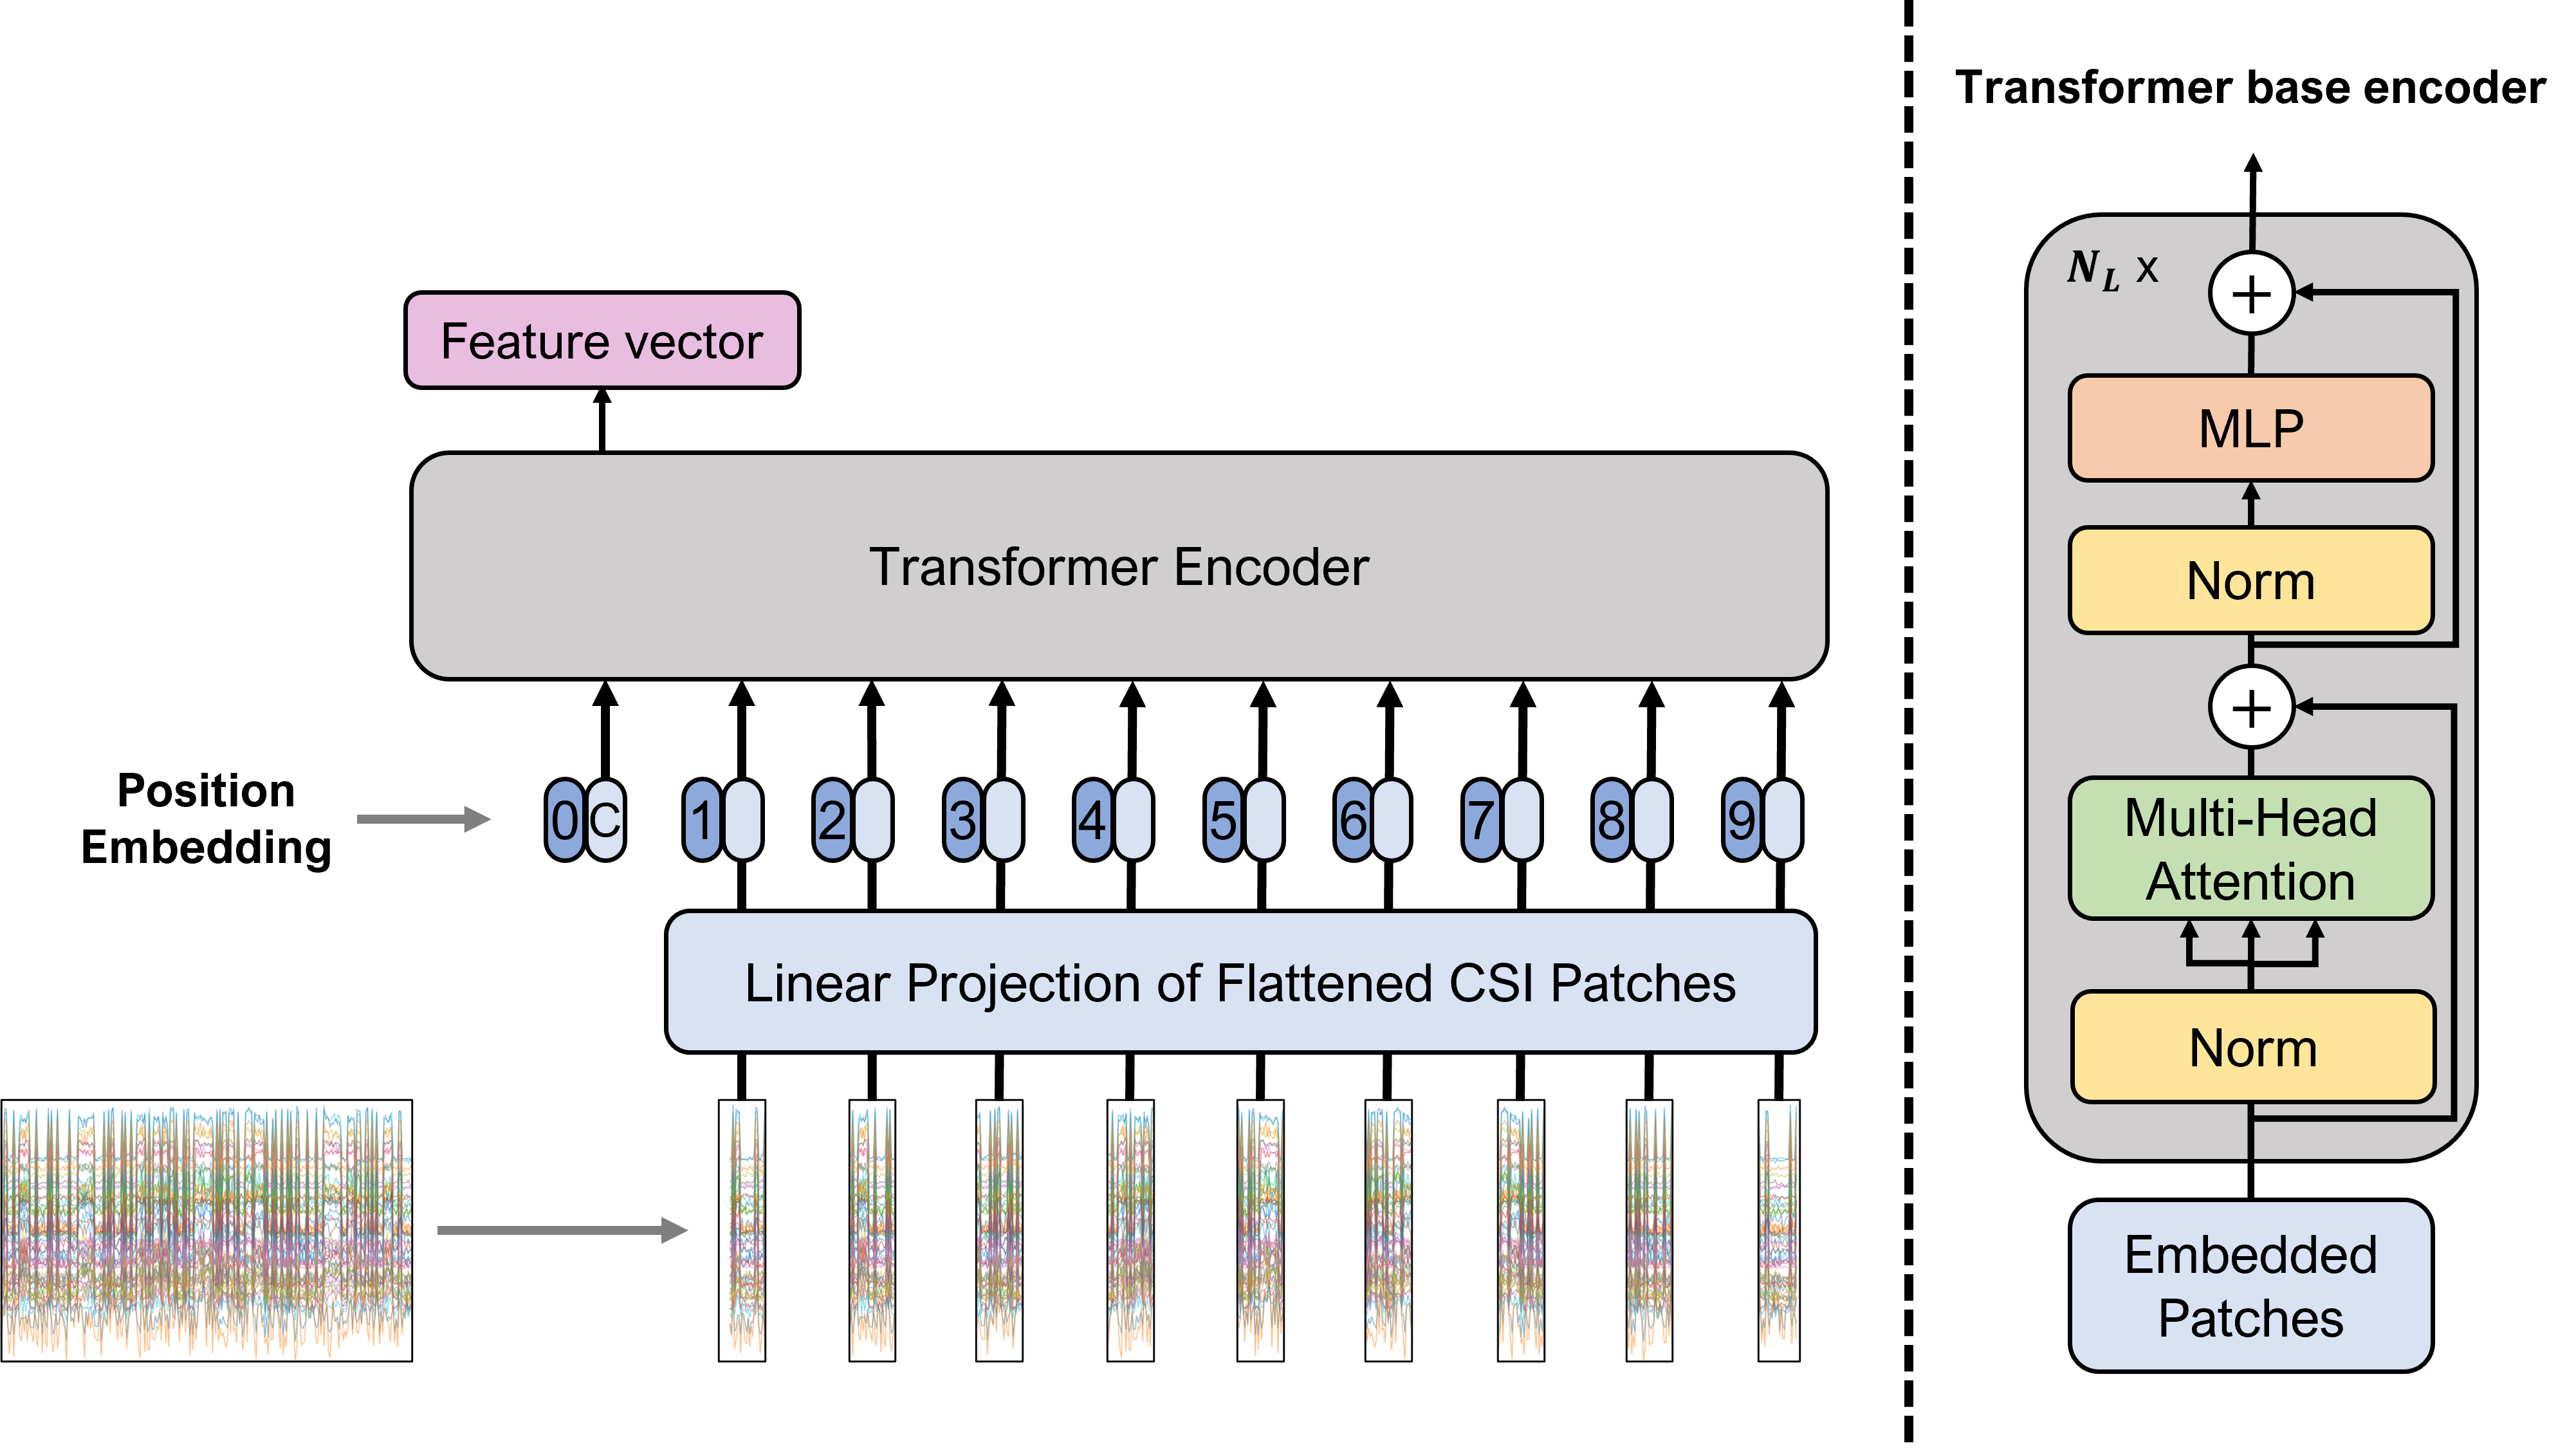 Transformer base encoder
N_L x
+
MLP
Norm
+
Multi-Head
Attention
Norm
Embedded
Patches
Feature vector
Transformer Encoder
Position
Embedding
0 C 1 2 3 4 5 6 7 8 9
Linear Projection of Flattened CSI Patches